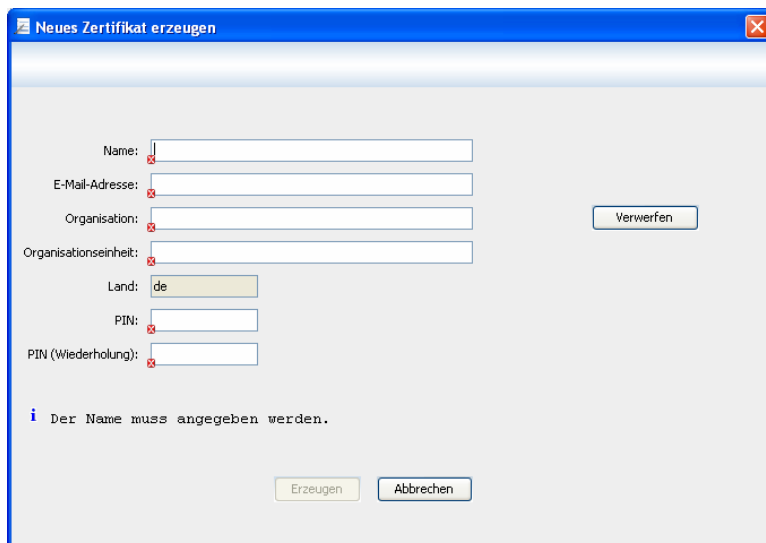 Neues Zertifikat erzeugen
Name:
E-Mail-Adresse:
Organisation:
Verwerfen
Organisationseinheit:
Land: de
PIN:
PIN (Wiederholung):
i Der Name muss angegeben werden.
Erzeugen Abbrechen